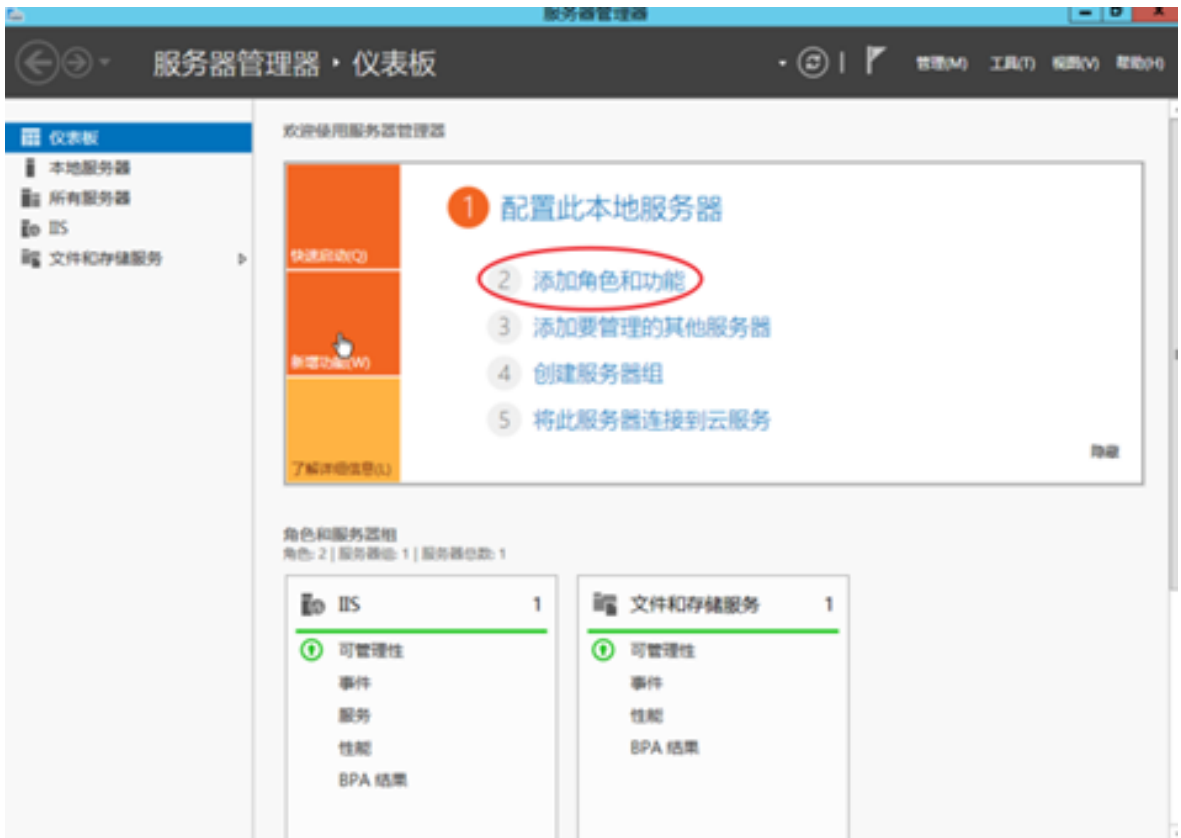 服务器管理器
服务器管理器 · 仪表板
管理(M) 工具(T) 视图(V) 帮助(H)
仪表板
本地服务器
所有服务器
IIS
文件和存储服务
欢迎使用服务器管理器
快速启动(Q)
新增功能(W)
了解详细信息(L)
1 配置此本地服务器
2 添加角色和功能
3 添加要管理的其他服务器
4 创建服务器组
5 将此服务器连接到云服务
隐藏
角色和服务器组
角色: 2 | 服务器组: 1 | 服务器总数: 1
IIS 1
可管理性
事件
服务
性能
BPA 结果
文件和存储服务 1
可管理性
事件
性能
BPA 结果